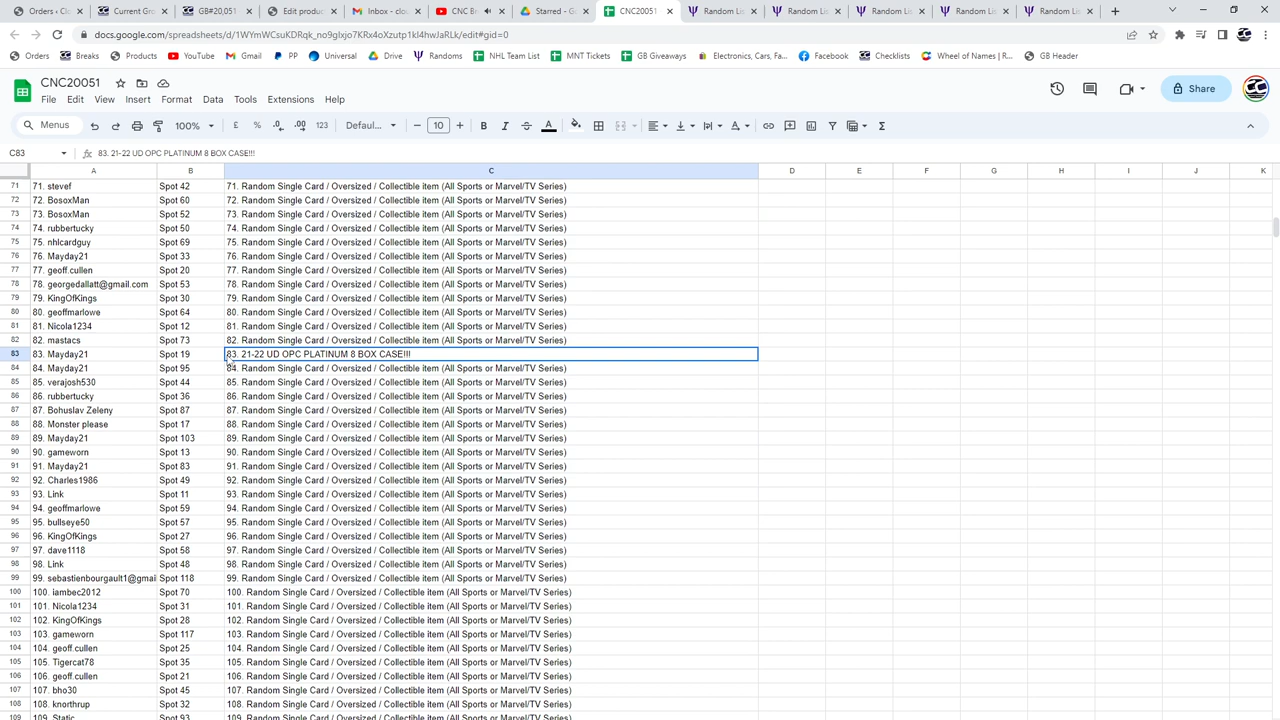 Orders ‹ Clo
Current Gro
GB#20,051
Edit produc
Inbox - clou
CNC Br
Starred - Go
CNC20051
Random Lis
Random Lis
Random Lis
Random Lis
Random Lis
docs.google.com/spreadsheets/d/1WYmWCsuKDRqk_no9glxjo7KRx4oXzutp1kI4hwJaRLk/edit#gid=0
Orders
Breaks
Products
YouTube
Gmail
PP
Universal
Drive
Randoms
NHL Team List
MNT Tickets
GB Giveaways
Electronics, Cars, Fa...
Facebook
Checklists
Wheel of Names | R...
GB Header
CNC20051
File Edit View Insert Format Data Tools Extensions Help
Share
Menus
100%
£ % .0 .00 123
Defaul...
10
B I A
C83
83. 21-22 UD OPC PLATINUM 8 BOX CASE!!!
A B C D E F G H I J K
71 71. stevef Spot 42 71. Random Single Card / Oversized / Collectible item (All Sports or Marvel/TV Series)
72 72. BosoxMan Spot 60 72. Random Single Card / Oversized / Collectible item (All Sports or Marvel/TV Series)
73 73. BosoxMan Spot 52 73. Random Single Card / Oversized / Collectible item (All Sports or Marvel/TV Series)
74 74. rubbertucky Spot 50 74. Random Single Card / Oversized / Collectible item (All Sports or Marvel/TV Series)
75 75. nhlcardguy Spot 69 75. Random Single Card / Oversized / Collectible item (All Sports or Marvel/TV Series)
76 76. Mayday21 Spot 33 76. Random Single Card / Oversized / Collectible item (All Sports or Marvel/TV Series)
77 77. geoff.cullen Spot 20 77. Random Single Card / Oversized / Collectible item (All Sports or Marvel/TV Series)
78 78. georgedallatt@gmail.com Spot 53 78. Random Single Card / Oversized / Collectible item (All Sports or Marvel/TV Series)
79 79. KingOfKings Spot 30 79. Random Single Card / Oversized / Collectible item (All Sports or Marvel/TV Series)
80 80. geoffmarlowe Spot 64 80. Random Single Card / Oversized / Collectible item (All Sports or Marvel/TV Series)
81 81. Nicola1234 Spot 12 81. Random Single Card / Oversized / Collectible item (All Sports or Marvel/TV Series)
82 82. mastacs Spot 73 82. Random Single Card / Oversized / Collectible item (All Sports or Marvel/TV Series)
83 83. Mayday21 Spot 19 83. 21-22 UD OPC PLATINUM 8 BOX CASE!!!
84 84. Mayday21 Spot 95 84. Random Single Card / Oversized / Collectible item (All Sports or Marvel/TV Series)
85 85. verajosh530 Spot 44 85. Random Single Card / Oversized / Collectible item (All Sports or Marvel/TV Series)
86 86. rubbertucky Spot 36 86. Random Single Card / Oversized / Collectible item (All Sports or Marvel/TV Series)
87 87. Bohuslav Zeleny Spot 87 87. Random Single Card / Oversized / Collectible item (All Sports or Marvel/TV Series)
88 88. Monster please Spot 17 88. Random Single Card / Oversized / Collectible item (All Sports or Marvel/TV Series)
89 89. Mayday21 Spot 103 89. Random Single Card / Oversized / Collectible item (All Sports or Marvel/TV Series)
90 90. gameworn Spot 13 90. Random Single Card / Oversized / Collectible item (All Sports or Marvel/TV Series)
91 91. Mayday21 Spot 83 91. Random Single Card / Oversized / Collectible item (All Sports or Marvel/TV Series)
92 92. Charles1986 Spot 49 92. Random Single Card / Oversized / Collectible item (All Sports or Marvel/TV Series)
93 93. Link Spot 11 93. Random Single Card / Oversized / Collectible item (All Sports or Marvel/TV Series)
94 94. geoffmarlowe Spot 59 94. Random Single Card / Oversized / Collectible item (All Sports or Marvel/TV Series)
95 95. bullseye50 Spot 57 95. Random Single Card / Oversized / Collectible item (All Sports or Marvel/TV Series)
96 96. KingOfKings Spot 27 96. Random Single Card / Oversized / Collectible item (All Sports or Marvel/TV Series)
97 97. dave1118 Spot 58 97. Random Single Card / Oversized / Collectible item (All Sports or Marvel/TV Series)
98 98. Link Spot 48 98. Random Single Card / Oversized / Collectible item (All Sports or Marvel/TV Series)
99 99. sebastienbourgault1@gmai Spot 118 99. Random Single Card / Oversized / Collectible item (All Sports or Marvel/TV Series)
100 100. iambec2012 Spot 70 100. Random Single Card / Oversized / Collectible item (All Sports or Marvel/TV Series)
101 101. Nicola1234 Spot 31 101. Random Single Card / Oversized / Collectible item (All Sports or Marvel/TV Series)
102 102. KingOfKings Spot 28 102. Random Single Card / Oversized / Collectible item (All Sports or Marvel/TV Series)
103 103. gameworn Spot 117 103. Random Single Card / Oversized / Collectible item (All Sports or Marvel/TV Series)
104 104. geoff.cullen Spot 25 104. Random Single Card / Oversized / Collectible item (All Sports or Marvel/TV Series)
105 105. Tigercat78 Spot 35 105. Random Single Card / Oversized / Collectible item (All Sports or Marvel/TV Series)
106 106. geoff.cullen Spot 21 106. Random Single Card / Oversized / Collectible item (All Sports or Marvel/TV Series)
107 107. bho30 Spot 45 107. Random Single Card / Oversized / Collectible item (All Sports or Marvel/TV Series)
108 108. knorthrup Spot 32 108. Random Single Card / Oversized / Collectible item (All Sports or Marvel/TV Series)
109 109. Static Spot 93 109. Random Single Card / Oversized / Collectible item (All Sports or Marvel/TV Series)